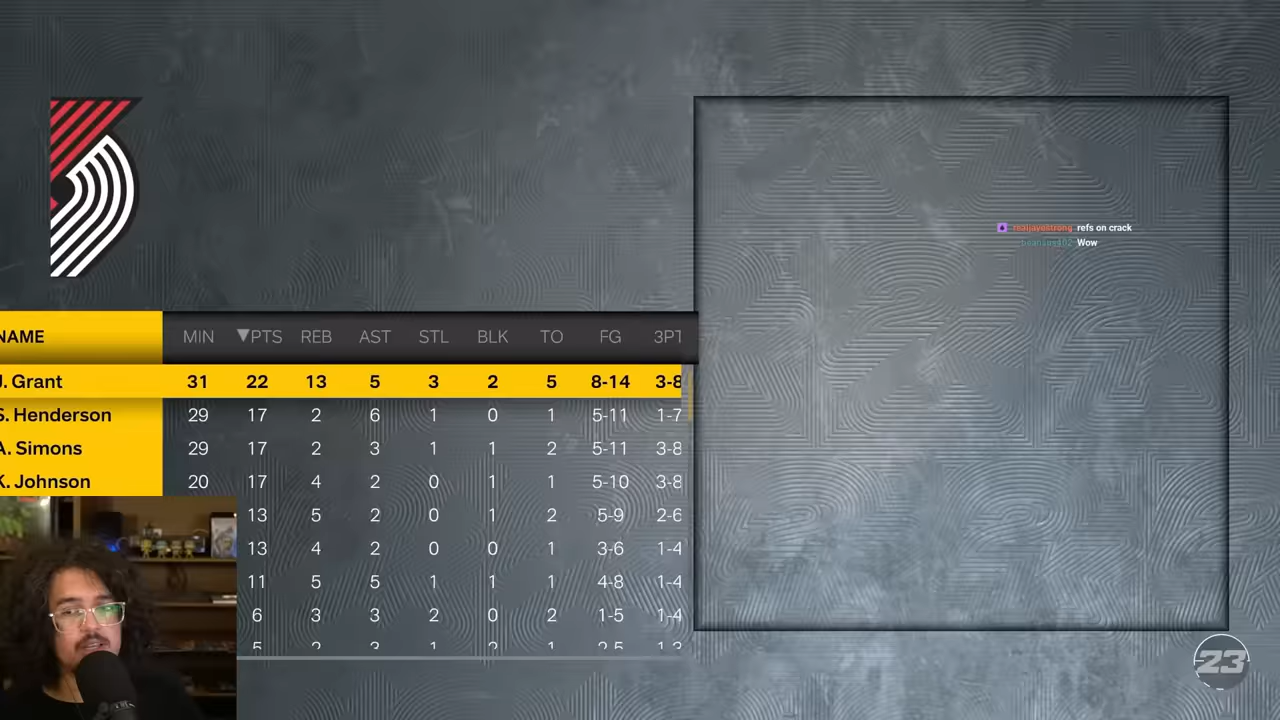 refs on crack
Wow
NAME MIN ▼PTS REB AST STL BLK TO FG 3PT
J. Grant 31 22 13 5 3 2 5 8-14 3-8
S. Henderson 29 17 2 6 1 0 1 5-11 1-7
A. Simons 29 17 2 3 1 1 2 5-11 3-8
K. Johnson 20 17 4 2 0 1 1 5-10 3-8
13 5 2 0 1 2 5-9 2-6
13 4 2 0 0 1 3-6 1-4
11 5 5 1 1 1 4-8 1-4
6 3 3 2 0 2 1-5 1-4
23